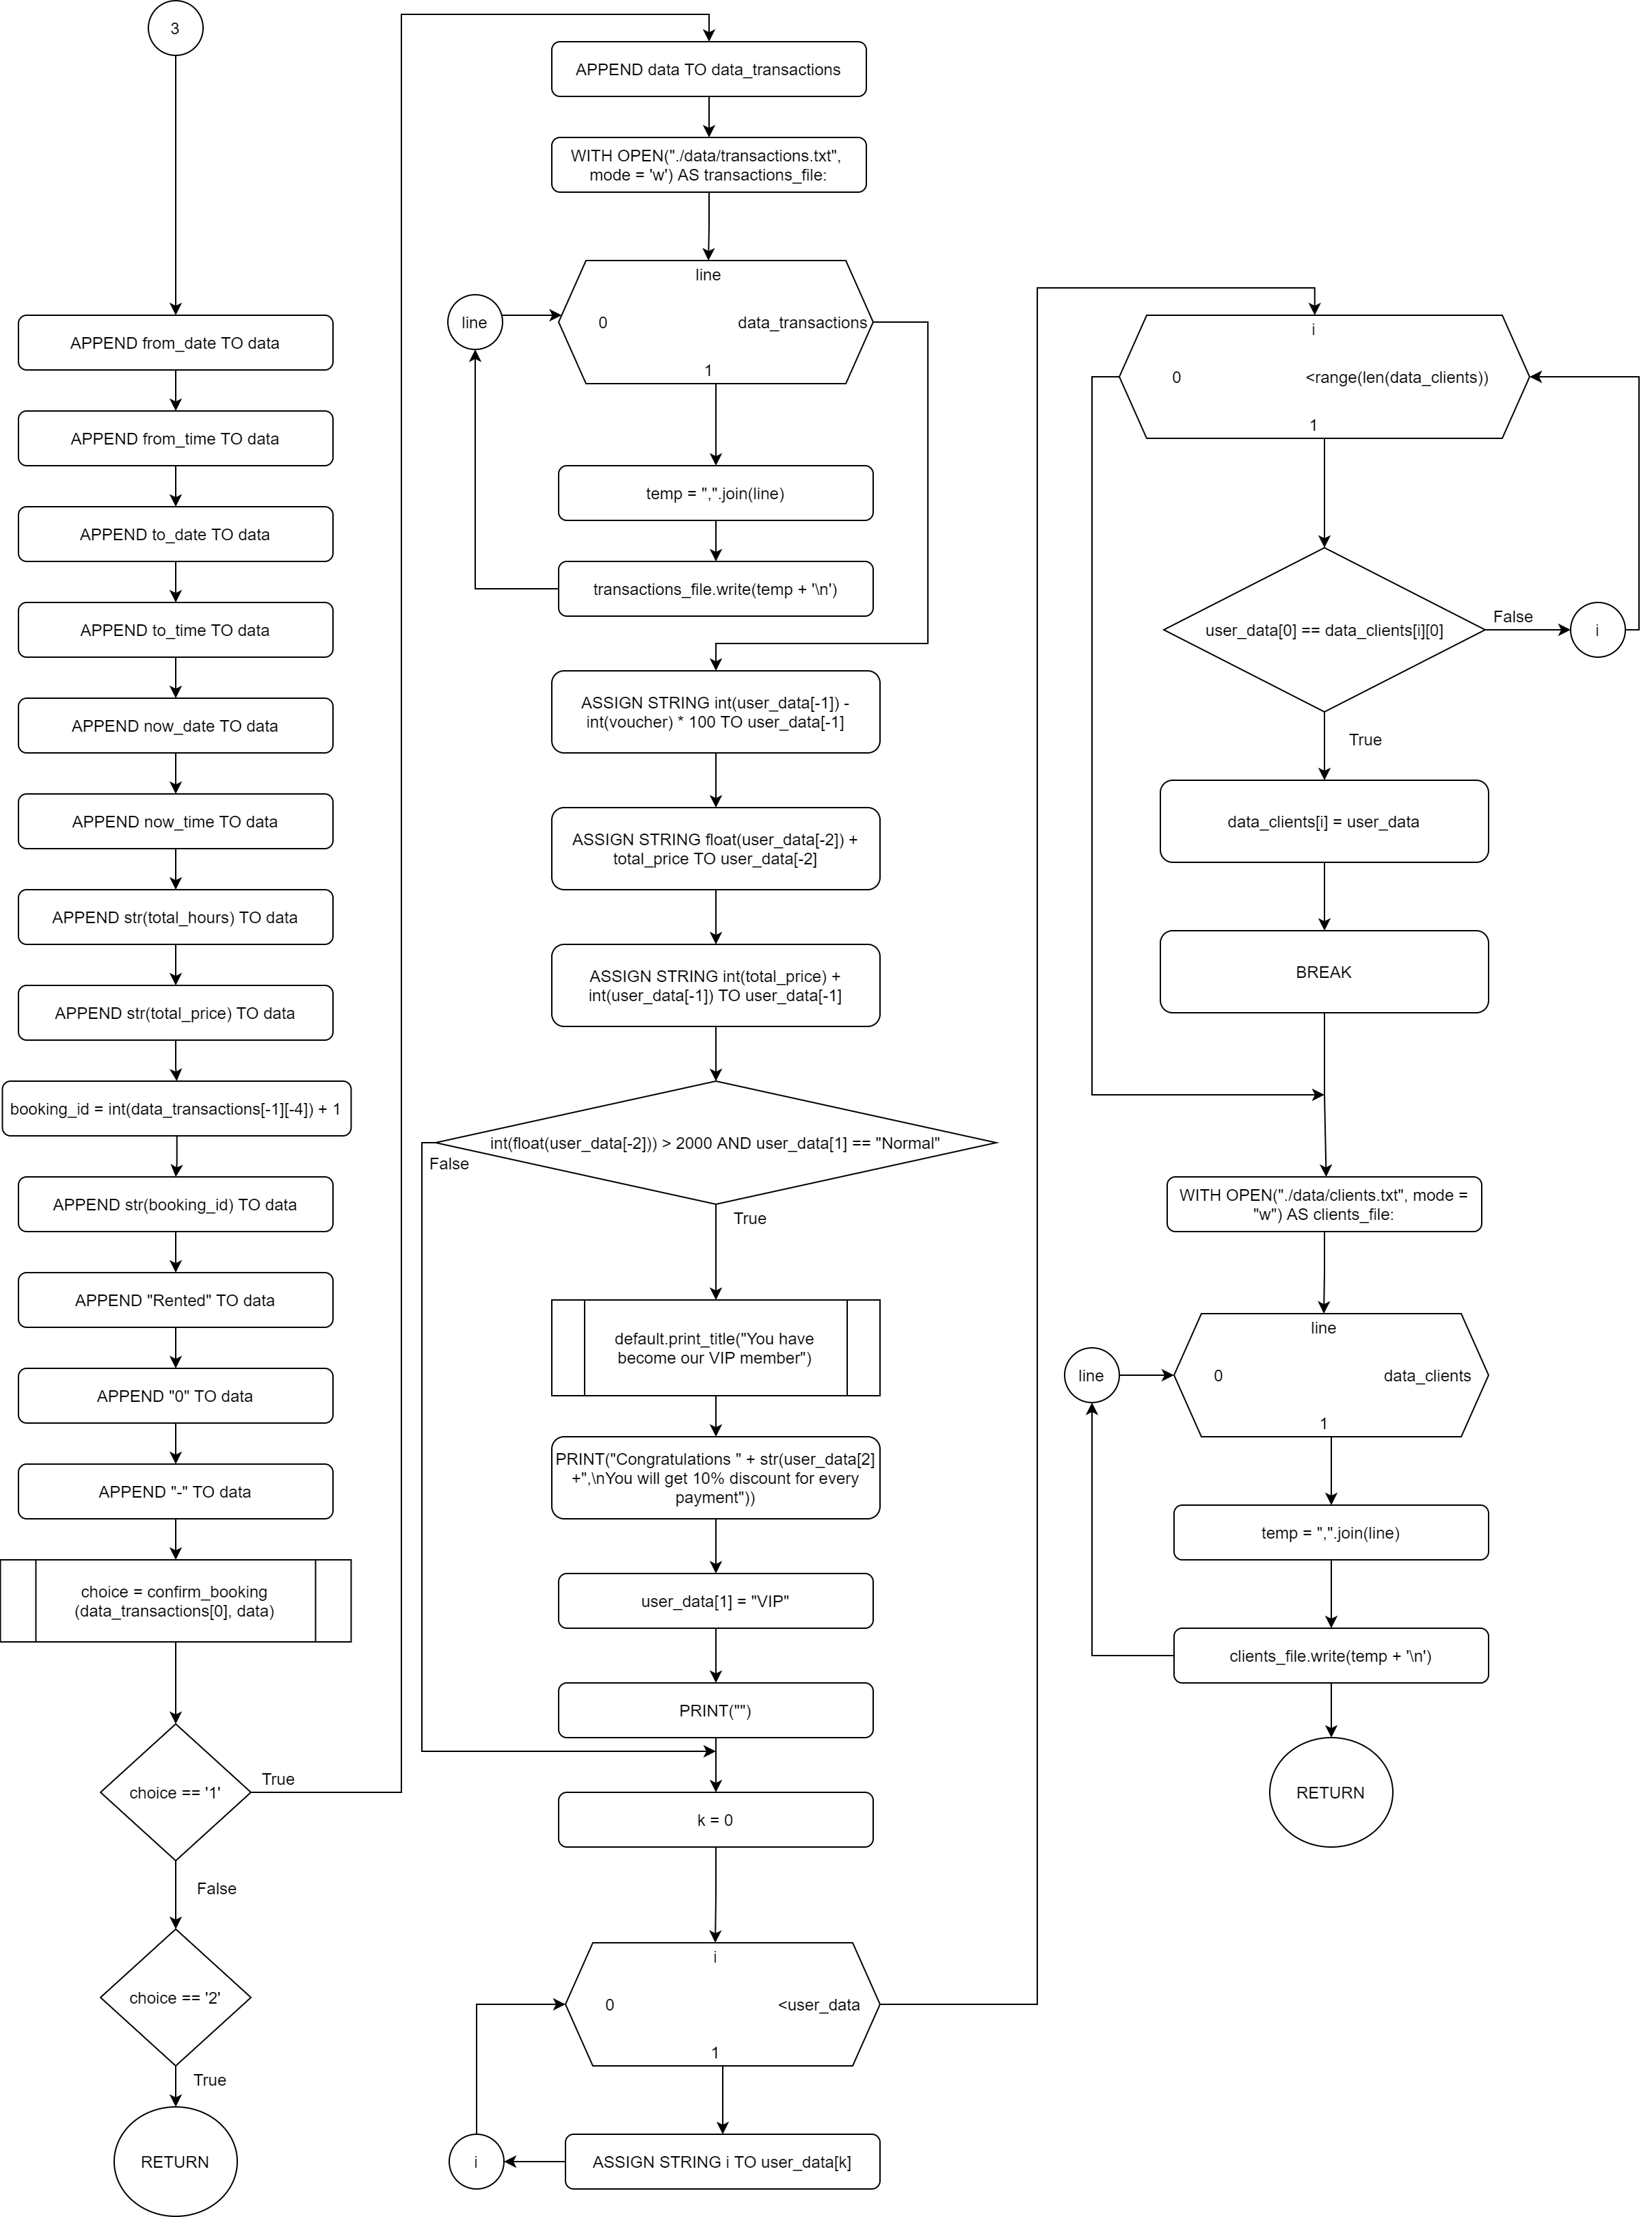 3
APPEND from_date TO data
APPEND from_time TO data
APPEND to_date TO data
APPEND to_time TO data
APPEND now_date TO data
APPEND now_time TO data
APPEND str(total_hours) TO data
APPEND str(total_price) TO data
booking_id = int(data_transactions[-1][-4]) + 1
APPEND str(booking_id) TO data
APPEND "Rented" TO data
APPEND "0" TO data
APPEND "-" TO data
choice = confirm_booking
(data_transactions[0], data)
choice == '1'
True
False
choice == '2'
True
RETURN
APPEND data TO data_transactions
WITH OPEN("./data/transactions.txt",
mode = 'w') AS transactions_file:
line
line
0
data_transactions
1
temp = ",".join(line)
transactions_file.write(temp + '\n')
ASSIGN STRING int(user_data[-1]) -
int(voucher) * 100 TO user_data[-1]
ASSIGN STRING float(user_data[-2]) +
total_price TO user_data[-2]
ASSIGN STRING int(total_price) +
int(user_data[-1]) TO user_data[-1]
int(float(user_data[-2])) > 2000 AND user_data[1] == "Normal"
False
True
default.print_title("You have
become our VIP member")
PRINT("Congratulations " + str(user_data[2]
+",\nYou will get 10% discount for every
payment"))
user_data[1] = "VIP"
PRINT("")
k = 0
i
0
<user_data
1
i
ASSIGN STRING i TO user_data[k]
i
0
<range(len(data_clients))
1
user_data[0] == data_clients[i][0]
False
i
True
data_clients[i] = user_data
BREAK
WITH OPEN("./data/clients.txt", mode =
"w") AS clients_file:
line
line
0
data_clients
1
temp = ",".join(line)
clients_file.write(temp + '\n')
RETURN